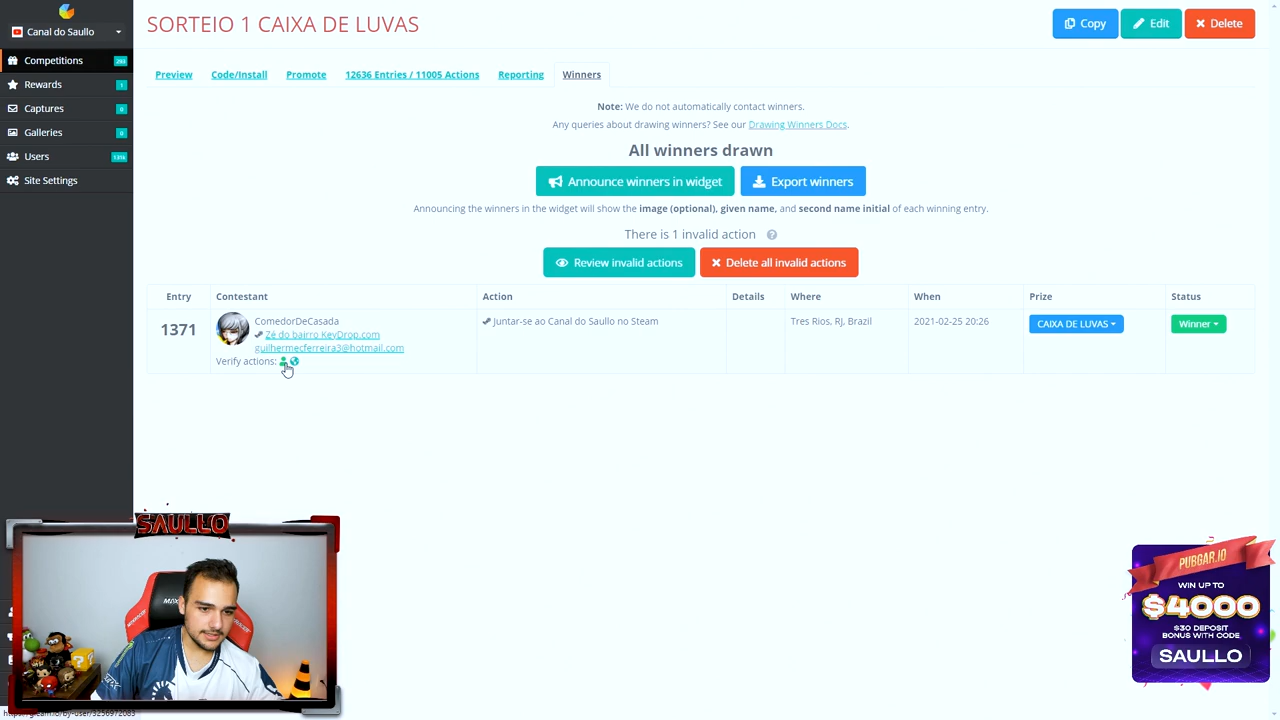 Canal do Saullo
Competitions 293
Rewards 1
Captures 0
Galleries 0
Users
Site Settings
SORTEIO 1 CAIXA DE LUVAS
Copy Edit Delete
Preview Code/Install Promote 12636 Entries / 11005 Actions Reporting Winners
Note: We do not automatically contact winners.
Any queries about drawing winners? See our Drawing Winners Docs.
All winners drawn
Announce winners in widget Export winners
Announcing the winners in the widget will show the image (optional), given name, and second name initial of each winning entry.
There is 1 invalid action ?
Review invalid actions Delete all invalid actions
Entry Contestant Action Details Where When Prize Status
1371 ComedorDeCasada Juntar-se ao Canal do Saullo no Steam Tres Rios, RJ, Brazil 2021-02-25 20:26 CAIXA DE LUVAS Winner
Zé do bairro KeyDrop.com
guilhermecferreira3@hotmail.com
Verify actions:
SAULLO
PUBGAR.IO
WIN UP TO
$4000
$30 DEPOSIT
BONUS WITH CODE
SAULLO